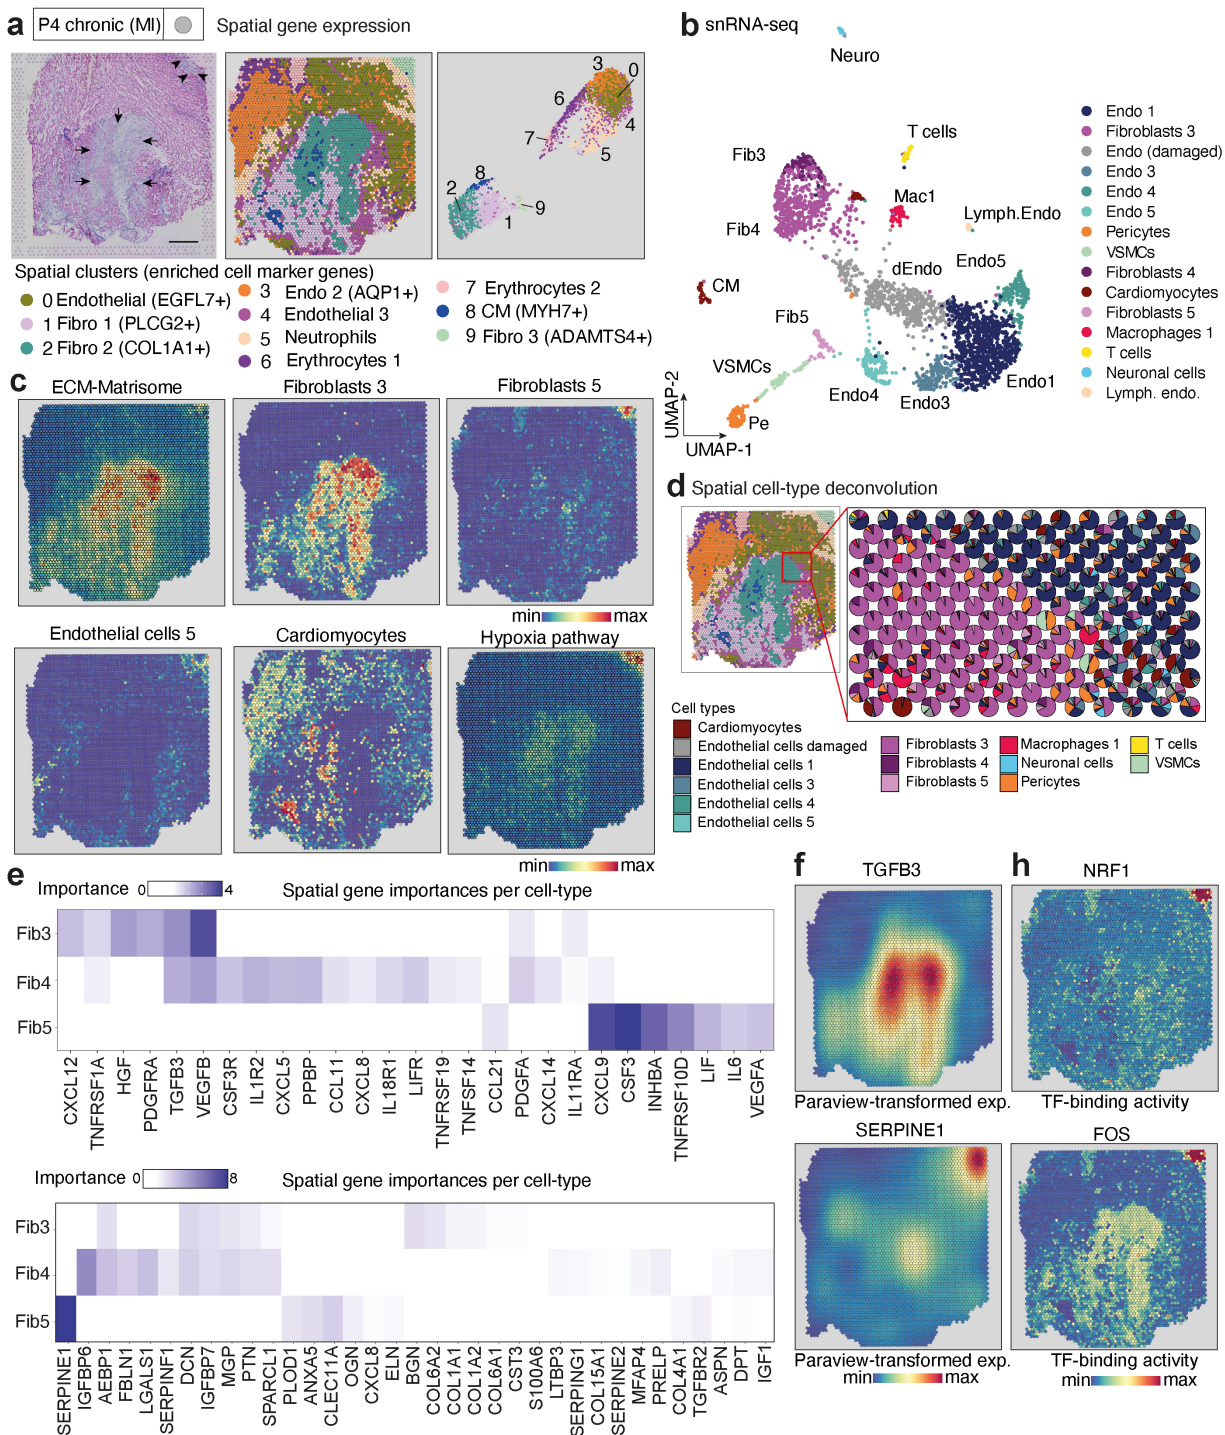 a
P4 chronic (MI)
Spatial gene expression
3
0
6
4
7
5
8
2
9
1
Spatial clusters (enriched cell marker genes)
0 Endothelial (EGFL7+)
1 Fibro 1 (PLCG2+)
2 Fibro 2 (COL1A1+)
3 Endo 2 (AQP1+)
4 Endothelial 3
5 Neutrophils
6 Erythrocytes 1
7 Erythrocytes 2
8 CM (MYH7+)
9 Fibro 3 (ADAMTS4+)
b
snRNA-seq
Neuro
T cells
Fib3
Mac1
Lymph.Endo
Fib4
dEndo
Endo5
CM
Fib5
VSMCs
Endo1
Endo4
Endo3
Pe
UMAP-2
UMAP-1
Endo 1
Fibroblasts 3
Endo (damaged)
Endo 3
Endo 4
Endo 5
Pericytes
VSMCs
Fibroblasts 4
Cardiomyocytes
Fibroblasts 5
Macrophages 1
T cells
Neuronal cells
Lymph. endo.
c
ECM-Matrisome
Fibroblasts 3
Fibroblasts 5
min max
Endothelial cells 5
Cardiomyocytes
Hypoxia pathway
min max
d
Spatial cell-type deconvolution
Cell types
Cardiomyocytes
Endothelial cells damaged
Endothelial cells 1
Endothelial cells 3
Endothelial cells 4
Endothelial cells 5
Fibroblasts 3
Fibroblasts 4
Fibroblasts 5
Macrophages 1
Neuronal cells
Pericytes
T cells
VSMCs
e
Importance 0 4
Spatial gene importances per cell-type
Fib3
Fib4
Fib5
CXCL12
TNFRSF1A
HGF
PDGFRA
TGFB3
VEGFB
CSF3R
IL1R2
CXCL5
PPBP
CCL11
CXCL8
IL18R1
LIFR
TNFRSF19
TNFSF14
CCL21
PDGFA
CXCL14
IL11RA
CXCL9
CSF3
INHBA
TNFRSF10D
LIF
IL6
VEGFA
Importance 0 8
Spatial gene importances per cell-type
Fib3
Fib4
Fib5
SERPINE1
IGFBP6
AEBP1
FBLN1
LGALS1
SERPINF1
DCN
IGFBP7
MGP
PTN
SPARCL1
PLOD1
ANXA5
CLEC11A
OGN
CXCL8
ELN
BGN
COL6A2
COL1A1
COL1A2
COL6A1
CST3
S100A6
LTBP3
SERPING1
COL15A1
SERPINE2
MFAP4
PRELP
COL4A1
TGFBR2
ASPN
DPT
IGF1
f
TGFB3
Paraview-transformed exp.
SERPINE1
Paraview-transformed exp.
min max
h
NRF1
TF-binding activity
FOS
TF-binding activity
min max